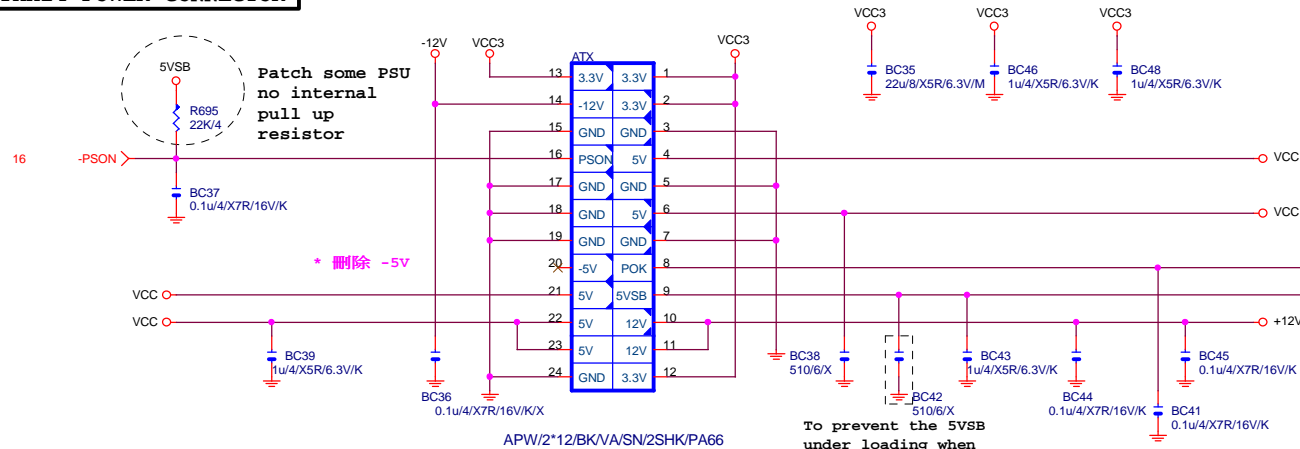 POWER CONNECTOR
5VSB
R695
22K/4
Patch some PSU
no internal
pull up
resistor
16
-PSON
BC37
0.1u/4/X7R/16V/K
* 刪除 -5V
VCC
VCC
BC39
1u/4/X5R/6.3V/K
-12V
VCC3
BC36
0.1u/4/X7R/16V/K/X
ATX
13 3.3V 3.3V 1
14 -12V 3.3V 2
15 GND GND 3
16 PSON 5V 4
17 GND GND 5
18 GND 5V 6
19 GND GND 7
20 -5V POK 8
21 5V 5VSB 9
22 5V 12V 10
23 5V 12V 11
24 GND 3.3V 12
APW/2*12/BK/VA/SN/2SHK/PA66
VCC3
VCC3
BC35
22u/8/X5R/6.3V/M
VCC3
BC46
1u/4/X5R/6.3V/K
VCC3
BC48
1u/4/X5R/6.3V/K
VCC
VCC
+12V
BC38
510/6/X
BC42
510/6/X
BC43
1u/4/X5R/6.3V/K
BC44
0.1u/4/X7R/16V/K
BC45
0.1u/4/X7R/16V/K
BC41
0.1u/4/X7R/16V/K
To prevent the 5VSB
under loading when